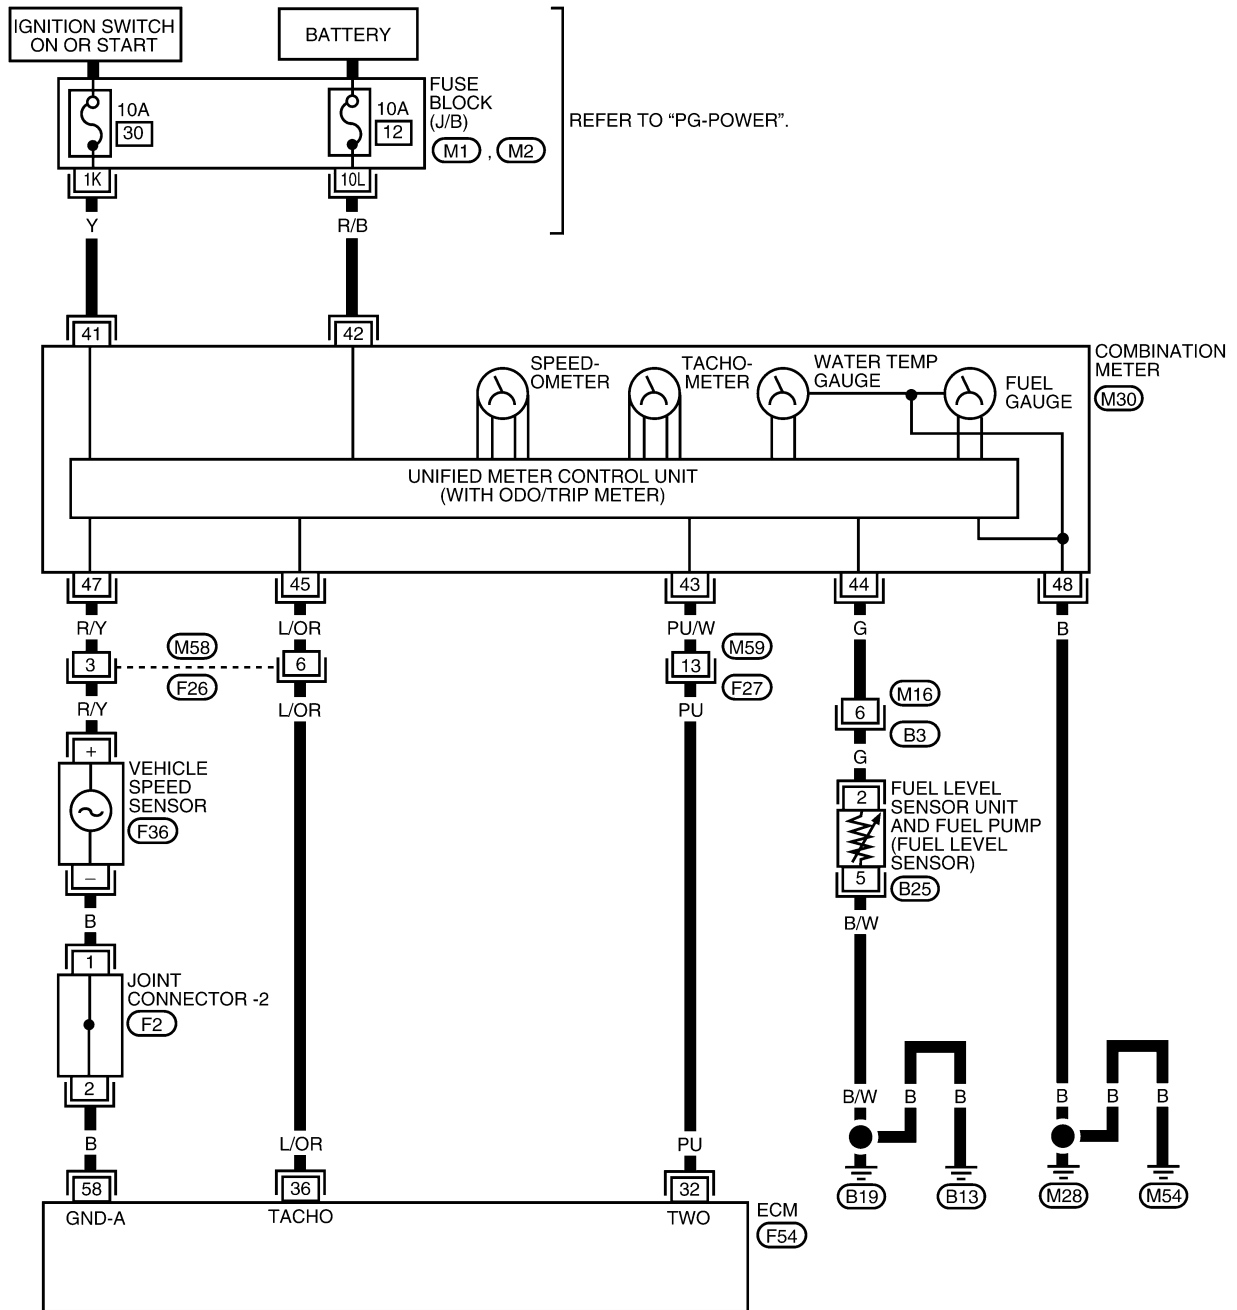 IGNITION SWITCH
ON OR START
BATTERY
10A
30
10A
12
FUSE
BLOCK
(J/B)
M1 , M2
REFER TO “PG-POWER”.
1K
10L
Y
R/B
41
42
COMBINATION
METER
M30
SPEED-
OMETER
TACHO-
METER
WATER TEMP
GAUGE
FUEL
GAUGE
UNIFIED METER CONTROL UNIT
(WITH ODO/TRIP METER)
47
45
43
44
48
R/Y
L/OR
PU/W
G
B
3
M58
F26
6
13
M59
F27
R/Y
L/OR
PU
6
M16
B3
G
+
VEHICLE
SPEED
SENSOR
F36
–
2
FUEL LEVEL
SENSOR UNIT
AND FUEL PUMP
(FUEL LEVEL
SENSOR)
5
B25
B
B/W
1
JOINT
CONNECTOR -2
F2
2
B/W
B
B
B
B
B
B
L/OR
PU
58
36
32
B19
B13
M28
M54
GND-A
TACHO
TWO
ECM
F54